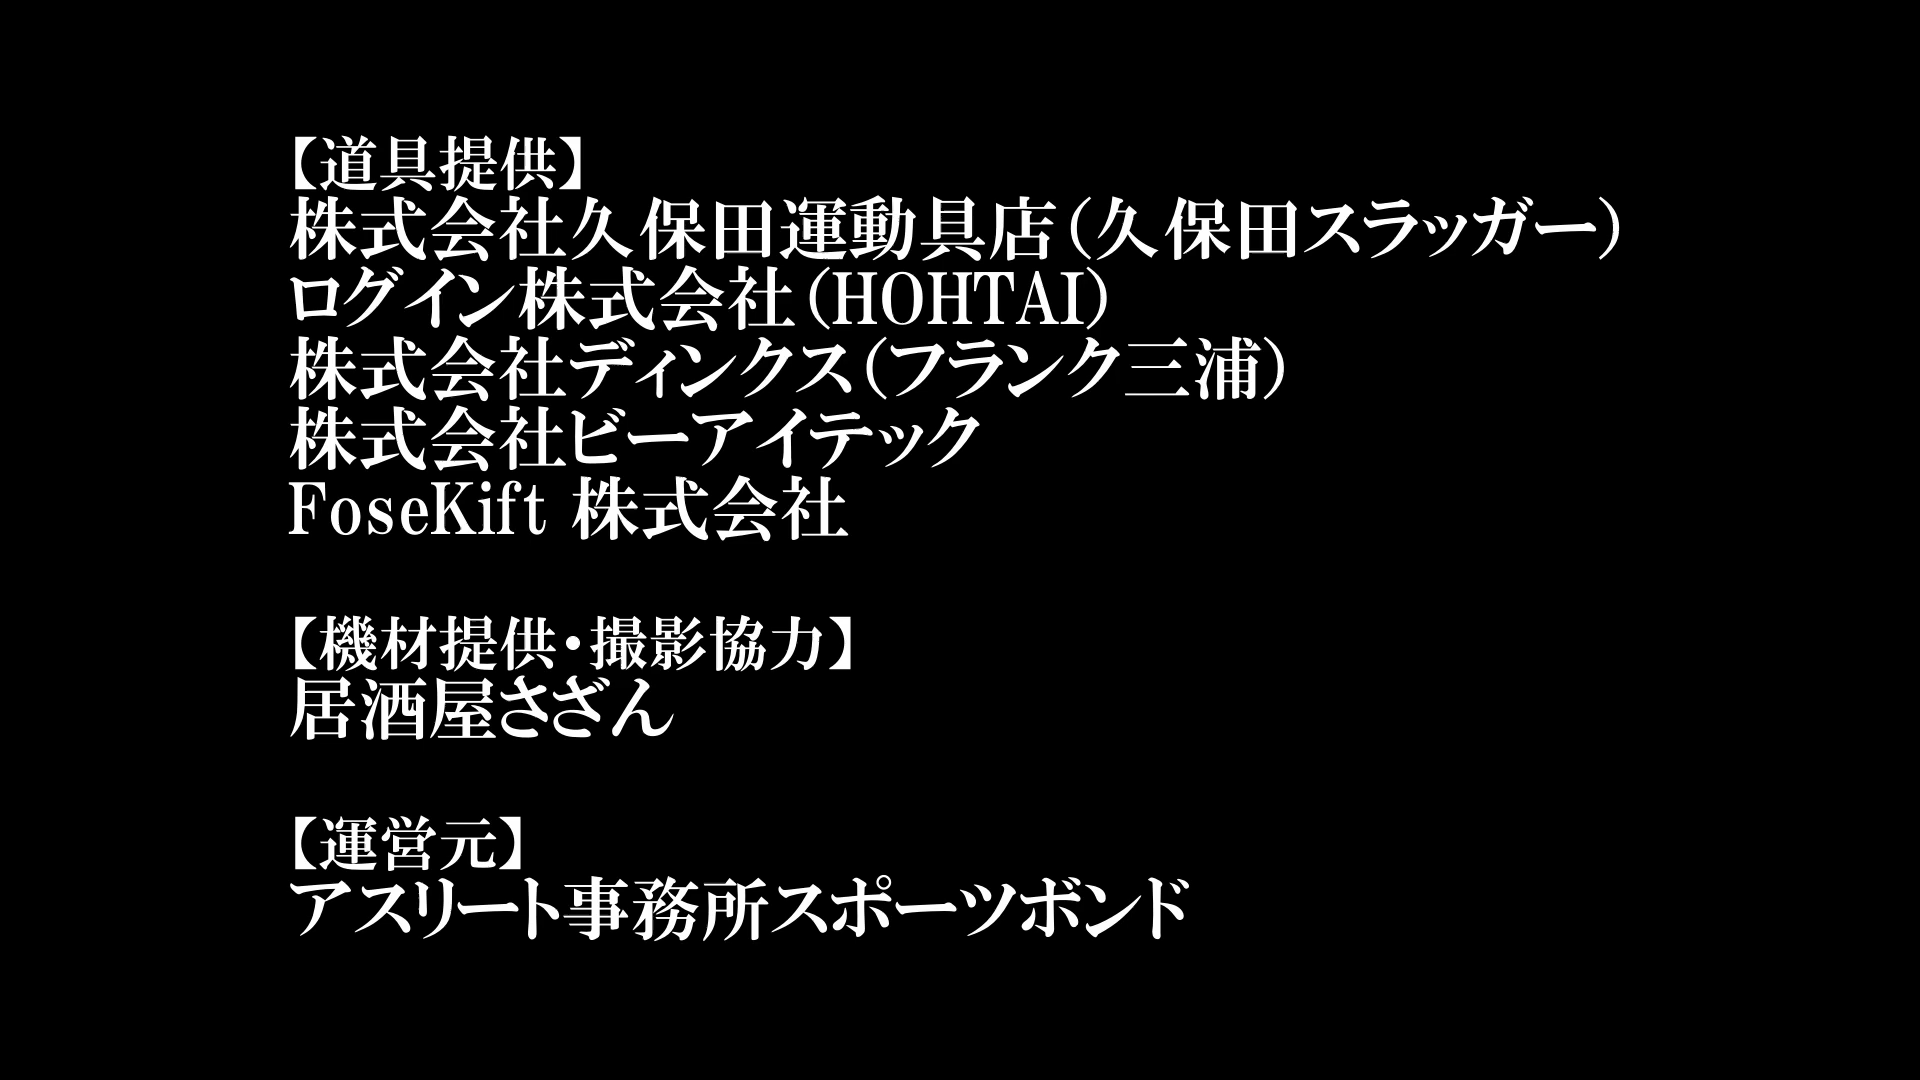 【道具提供】
株式会社久保田運動具店（久保田スラッガー）
ログイン株式会社（HOHTAI）
株式会社ディンクス（フランク三浦）
株式会社ビーアイテック
FoseKift 株式会社
【機材提供・撮影協力】
居酒屋さざん
【運営元】
アスリート事務所スポーツボンド